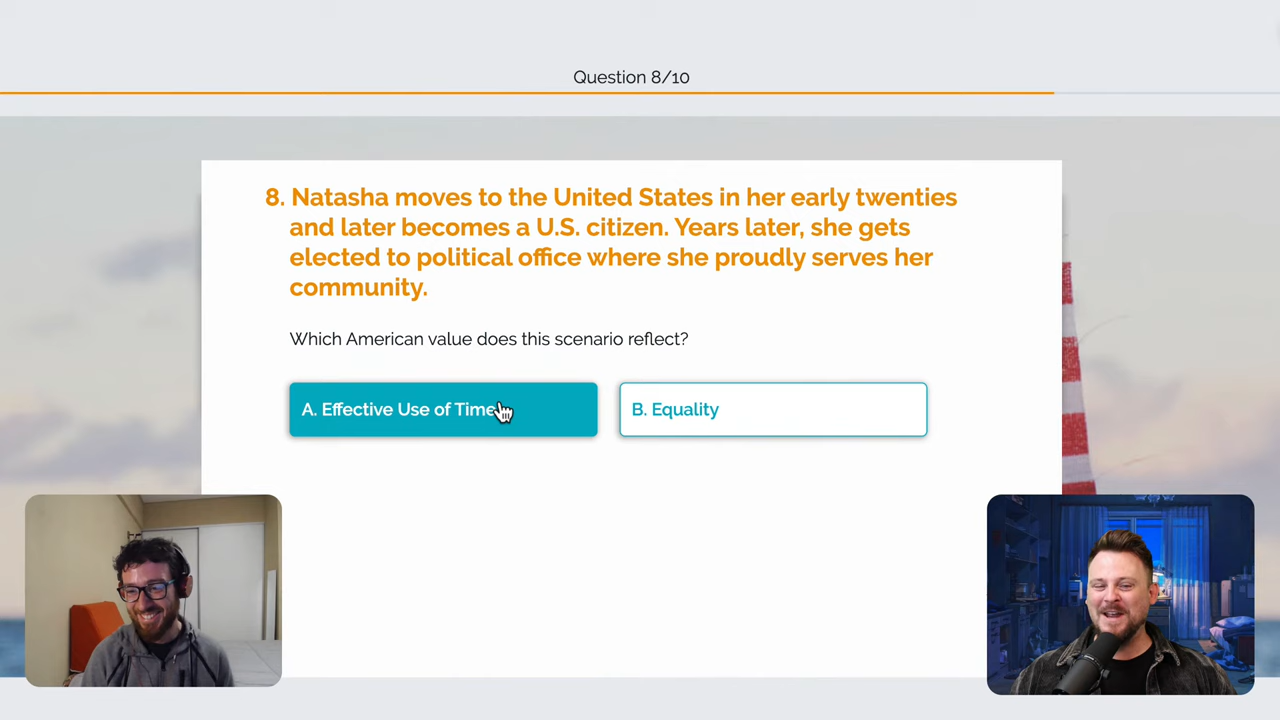 Question 8/10
8. Natasha moves to the United States in her early twenties
and later becomes a U.S. citizen. Years later, she gets
elected to political office where she proudly serves her
community.
Which American value does this scenario reflect?
A. Effective Use of Time
B. Equality